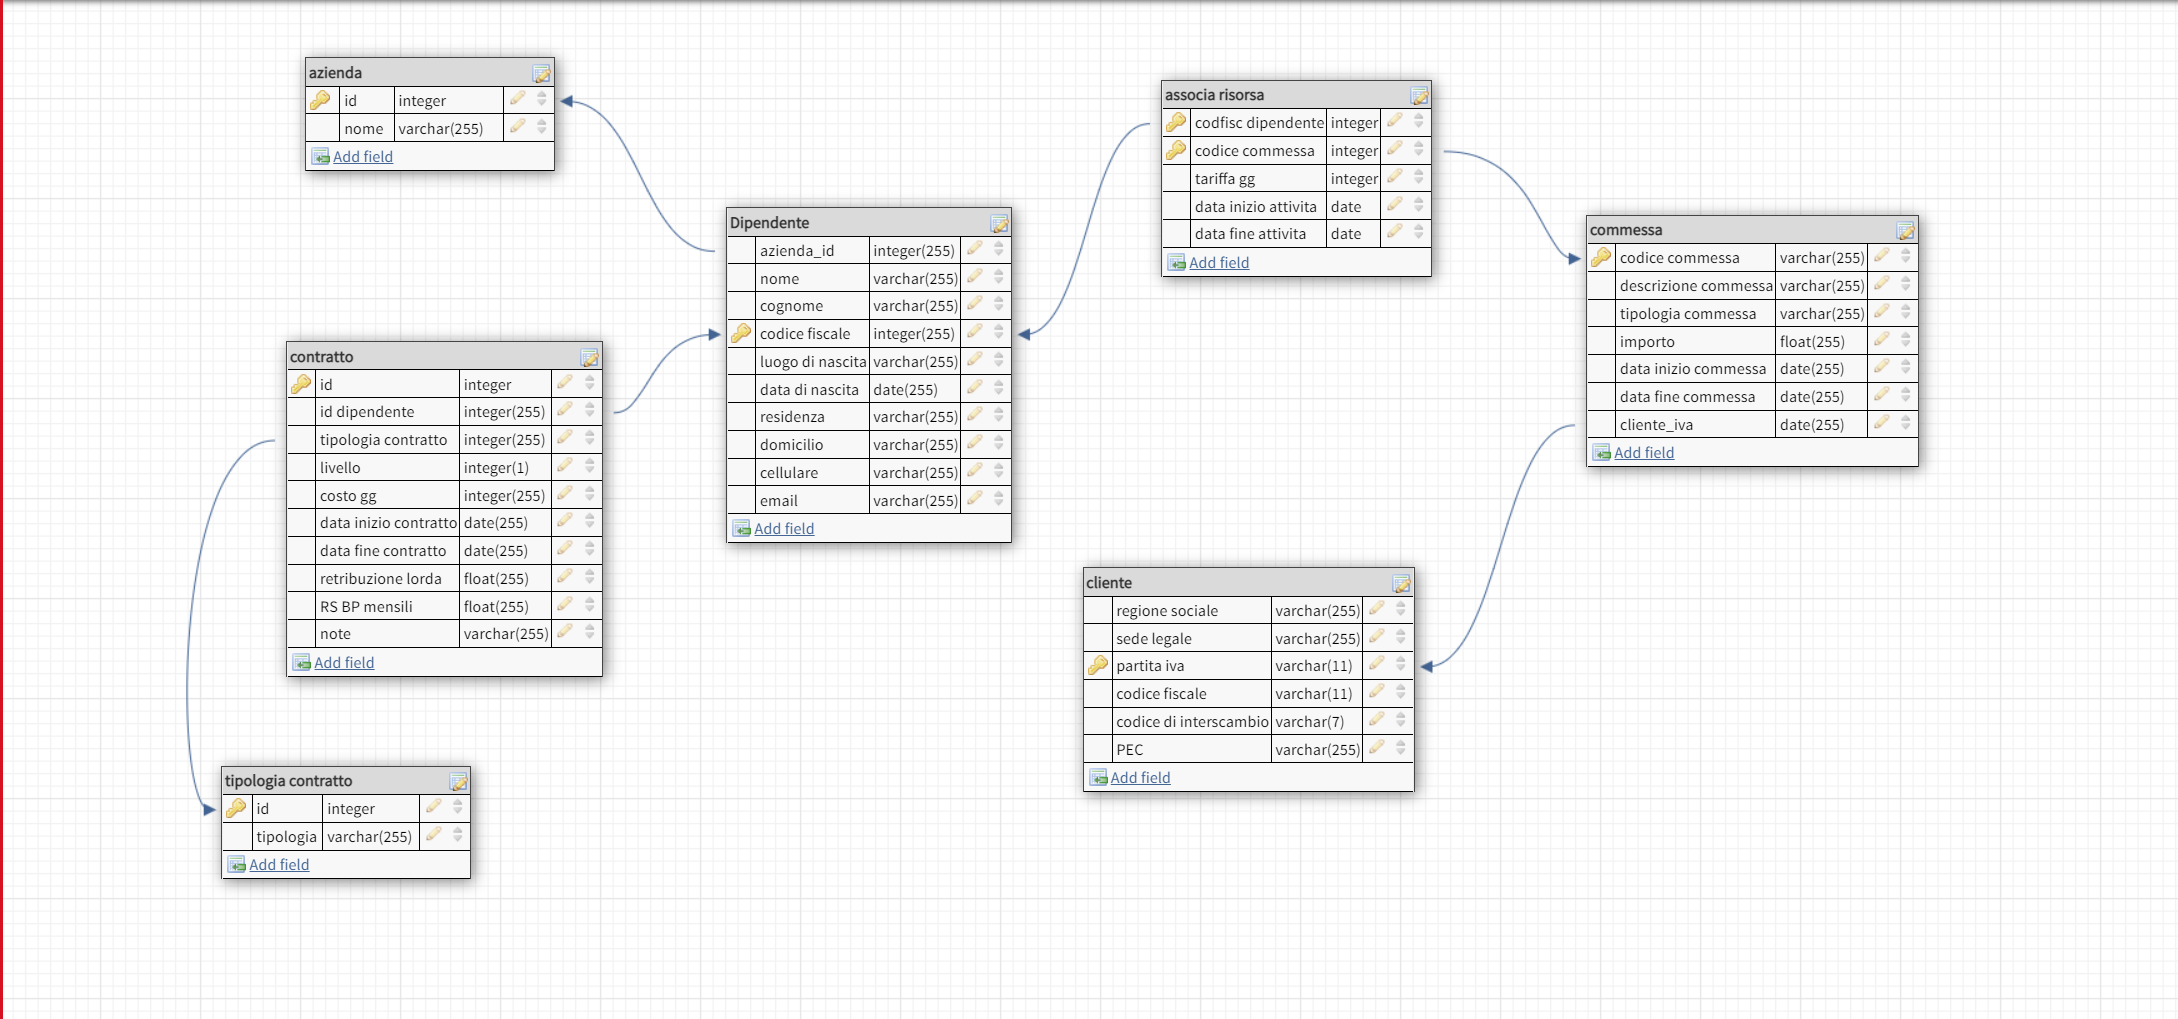 azienda
id integer
nome varchar(255)
Add field
associa risorsa
codfisc dipendente integer
codice commessa integer
tariffa gg integer
data inizio attivita date
data fine attivita date
Add field
Dipendente
azienda_id integer(255)
nome varchar(255)
cognome varchar(255)
codice fiscale integer(255)
luogo di nascita varchar(255)
data di nascita date(255)
residenza varchar(255)
domicilio varchar(255)
cellulare varchar(255)
email varchar(255)
Add field
commessa
codice commessa varchar(255)
descrizione commessa varchar(255)
tipologia commessa varchar(255)
importo float(255)
data inizio commessa date(255)
data fine commessa date(255)
cliente_iva date(255)
Add field
contratto
id integer
id dipendente integer(255)
tipologia contratto integer(255)
livello integer(1)
costo gg integer(255)
data inizio contratto date(255)
data fine contratto date(255)
retribuzione lorda float(255)
RS BP mensili float(255)
note varchar(255)
Add field
cliente
regione sociale varchar(255)
sede legale varchar(255)
partita iva varchar(11)
codice fiscale varchar(11)
codice di interscambio varchar(7)
PEC varchar(255)
Add field
tipologia contratto
id integer
tipologia varchar(255)
Add field